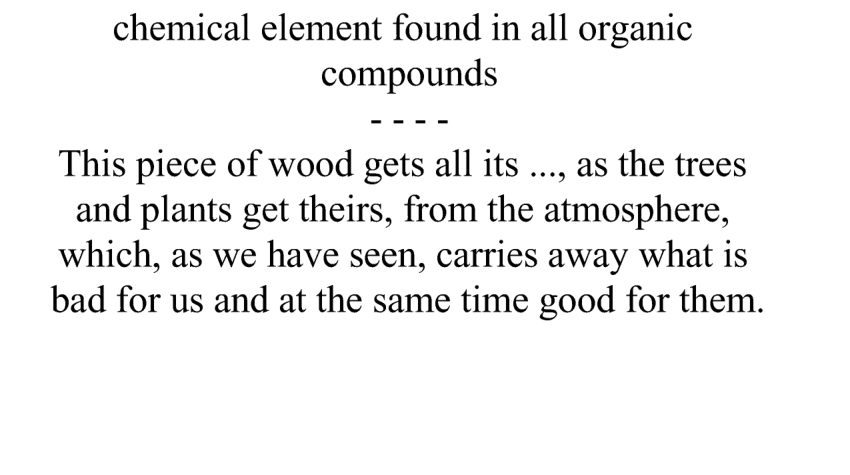 chemical element found in all organic
compounds
- - - -
This piece of wood gets all its ..., as the trees
and plants get theirs, from the atmosphere,
which, as we have seen, carries away what is
bad for us and at the same time good for them.